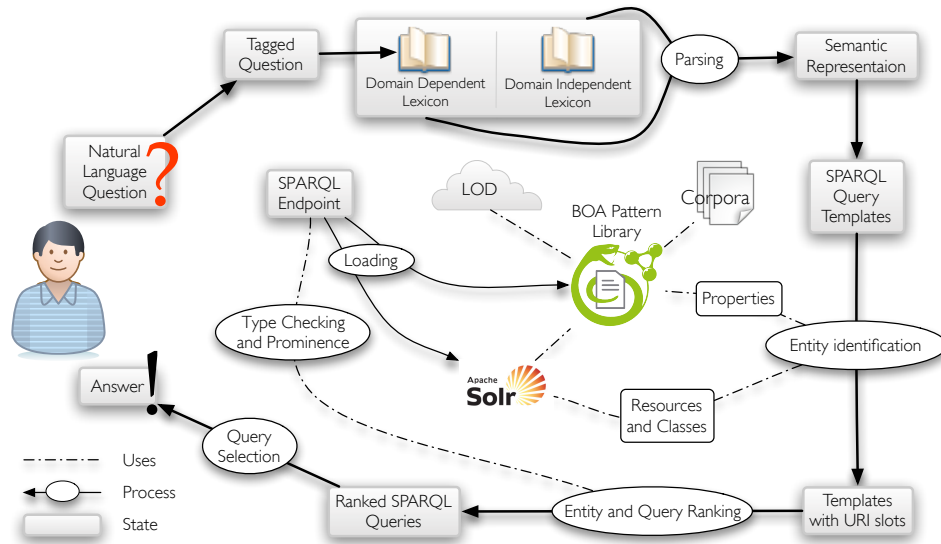 Tagged
Question
Domain Dependent
Lexicon
Domain Independent
Lexicon
Parsing
Semantic
Representaion
Natural
Language
Question
?
SPARQL
Endpoint
LOD
Corpora
BOA Pattern
Library
SPARQL
Query
Templates
Loading
Properties
Type Checking
and Prominence
Entity identification
Apache
Solr
Resources
and Classes
Answer
!
Query
Selection
Uses
Process
State
Ranked SPARQL
Queries
Entity and Query Ranking
Templates
with URI slots